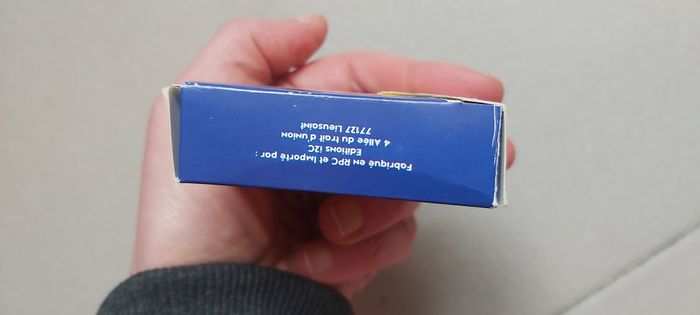 Fabriqué en RPC et Importé par :
Editions i2C
4 Allée du trait d'union
77127 Lieusaint